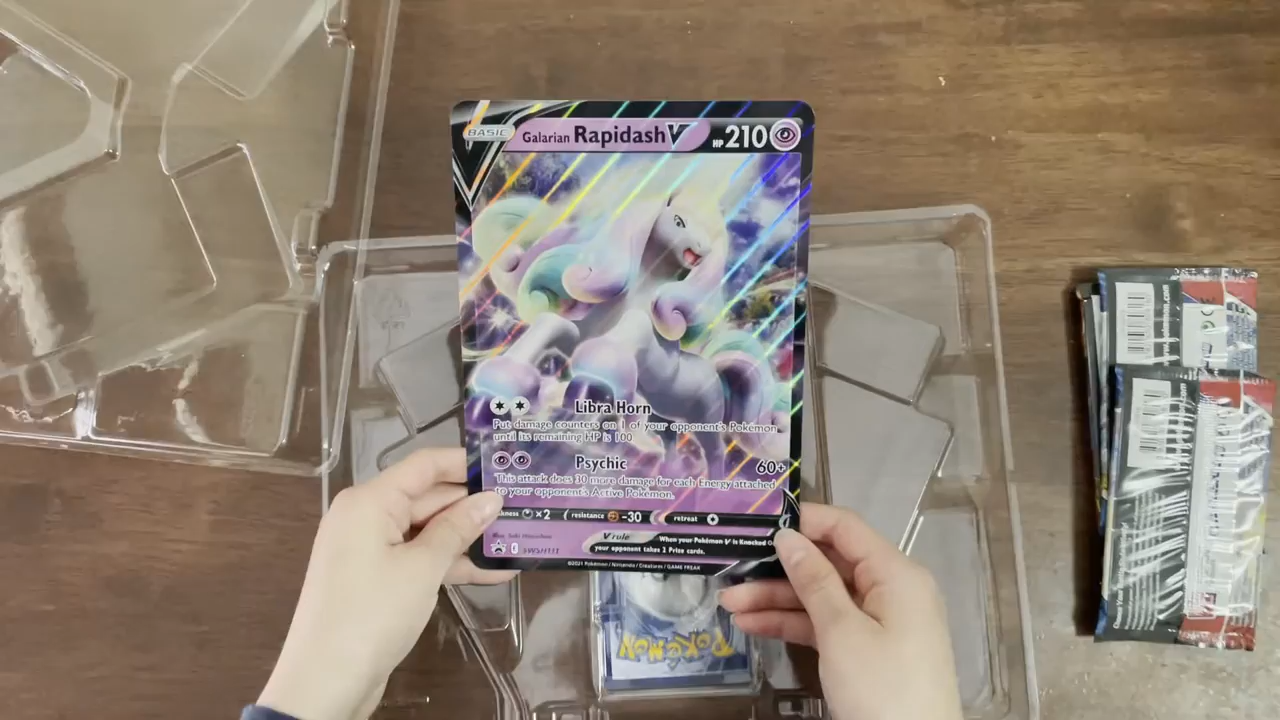 BASIC
Galarian Rapidash V HP 210
Libra Horn
Put damage counters on 1 of your opponent's Pokémon
until its remaining HP is 100.
Psychic 60+
This attack does 30 more damage for each Energy attached
to your opponent's Active Pokémon.
×2 resistance -30 retreat
V rule When your Pokémon V is Knocked
your opponent takes 2 Prize cards.
SWSH111
©2021 Pokémon / Nintendo / Creatures / GAME FREAK
POKÉMON